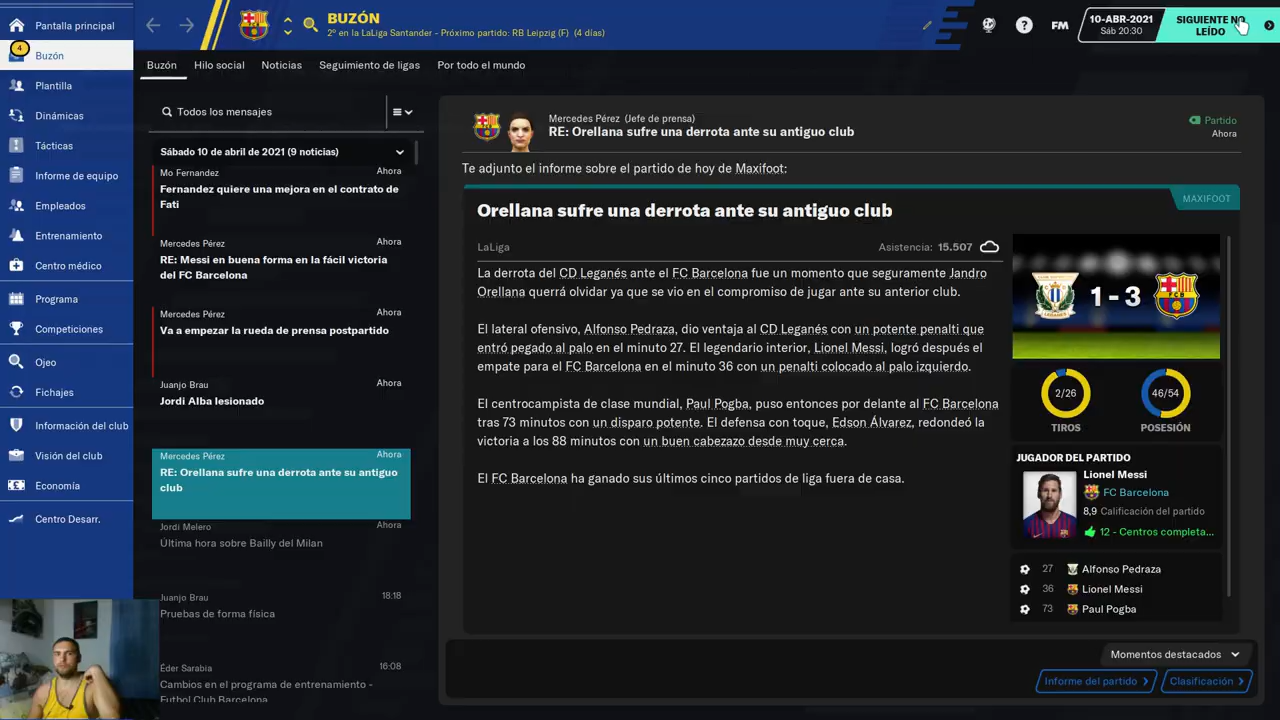 Pantalla principal
4
Buzón
Plantilla
Dinámicas
Tácticas
Informe de equipo
Empleados
Entrenamiento
Centro médico
Programa
Competiciones
Ojeo
Fichajes
Información del club
Visión del club
Economía
Centro Desarr.
BUZÓN
2º en la LaLiga Santander - Próximo partido: RB Leipzig (F) (4 días)
FM
10-ABR-2021
Sáb 20:30
SIGUIENTE NO
LEÍDO
Buzón
Hilo social
Noticias
Seguimiento de ligas
Por todo el mundo
Todos los mensajes
Sábado 10 de abril de 2021 (9 noticias)
Mo Fernandez
Ahora
Fernandez quiere una mejora en el contrato de
Fati
Mercedes Pérez
Ahora
RE: Messi en buena forma en la fácil victoria
del FC Barcelona
Mercedes Pérez
Ahora
Va a empezar la rueda de prensa postpartido
Juanjo Brau
Ahora
Jordi Alba lesionado
Mercedes Pérez
Ahora
RE: Orellana sufre una derrota ante su antiguo
club
Jordi Melero
Ahora
Última hora sobre Bailly del Milan
Juanjo Brau
18:18
Pruebas de forma física
Éder Sarabia
16:08
Cambios en el programa de entrenamiento -
Futbol Club Barcelona
Mercedes Pérez (Jefe de prensa)
RE: Orellana sufre una derrota ante su antiguo club
Partido
Ahora
Te adjunto el informe sobre el partido de hoy de Maxifoot:
MAXIFOOT
Orellana sufre una derrota ante su antiguo club
LaLiga
Asistencia: 15.507
La derrota del CD Leganés ante el FC Barcelona fue un momento que seguramente Jandro
Orellana querrá olvidar ya que se vio en el compromiso de jugar ante su anterior club.
El lateral ofensivo, Alfonso Pedraza, dio ventaja al CD Leganés con un potente penalti que
entró pegado al palo en el minuto 27. El legendario interior, Lionel Messi, logró después el
empate para el FC Barcelona en el minuto 36 con un penalti colocado al palo izquierdo.
El centrocampista de clase mundial, Paul Pogba, puso entonces por delante al FC Barcelona
tras 73 minutos con un disparo potente. El defensa con toque, Edson Álvarez, redondeó la
victoria a los 88 minutos con un buen cabezazo desde muy cerca.
El FC Barcelona ha ganado sus últimos cinco partidos de liga fuera de casa.
1 - 3
2/26
46/54
TIROS
POSESIÓN
JUGADOR DEL PARTIDO
Lionel Messi
FC Barcelona
8,9 Calificación del partido
12 - Centros completa...
27 Alfonso Pedraza
36 Lionel Messi
73 Paul Pogba
Momentos destacados
Informe del partido
Clasificación